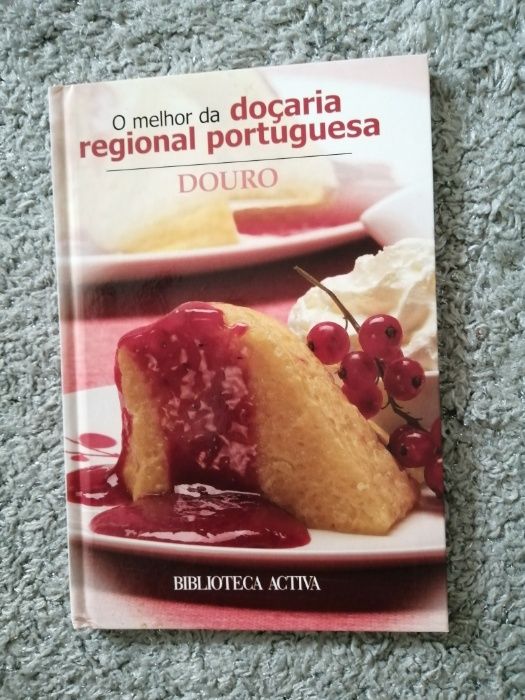 O melhor da doçaria
regional portuguesa
DOURO
BIBLIOTECA ACTIVA